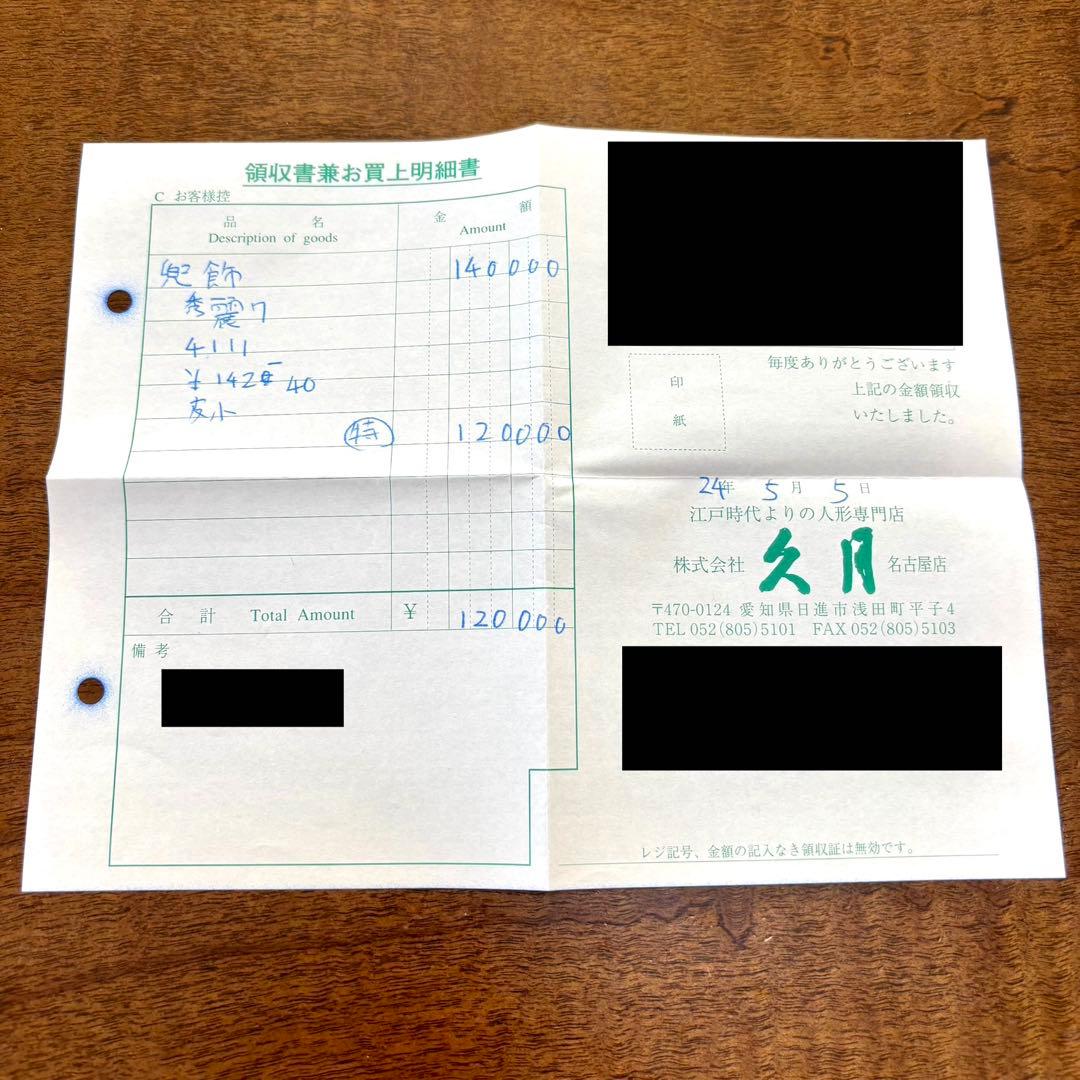 領収書兼お買上明細書
C お客様控
品 名
Description of goods
金 額
Amount
兜飾 140000
秀震
4111
¥142
40
特 120000
合 計 Total Amount ¥ 120000
備 考
毎度ありがとうございます
上記の金額領収
いたしました。
印
紙
24年 5月 5日
江戸時代よりの人形専門店
株式会社 久月 名古屋店
〒470-0124 愛知県日進市浅田町平子4
TEL 052(805)5101 FAX 052(805)5103
レジ記号、金額の記入なき領収証は無効です。